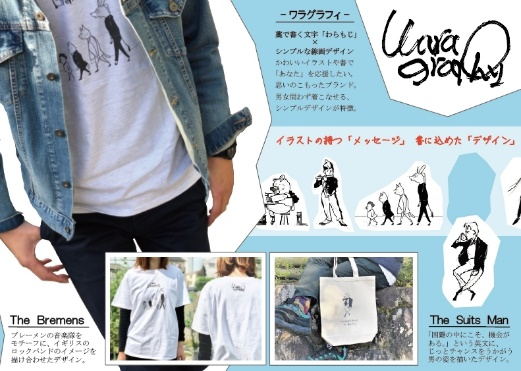 -ワラグラフィ-
藁で書く文字「わらもじ」
×
シンプルな線画デザイン
かわいいイラストや書で
「あなた」を応援したい。
思いのこもったブランド。
男女問わず着こなせる、
シンプルデザインが特徴。
Wara
graphy
イラストの持つ「メッセージ」 書に込めた「デザイン」
The Bremens
ブレーメンの音楽隊を
モチーフに、イギリスの
ロックバンドのイメージを
掛け合わせたデザイン。
The Suits Man
「困難の中にこそ、機会が
ある。」という英文に、
じっとチャンスをうかがう
男の姿を描いたデザイン。